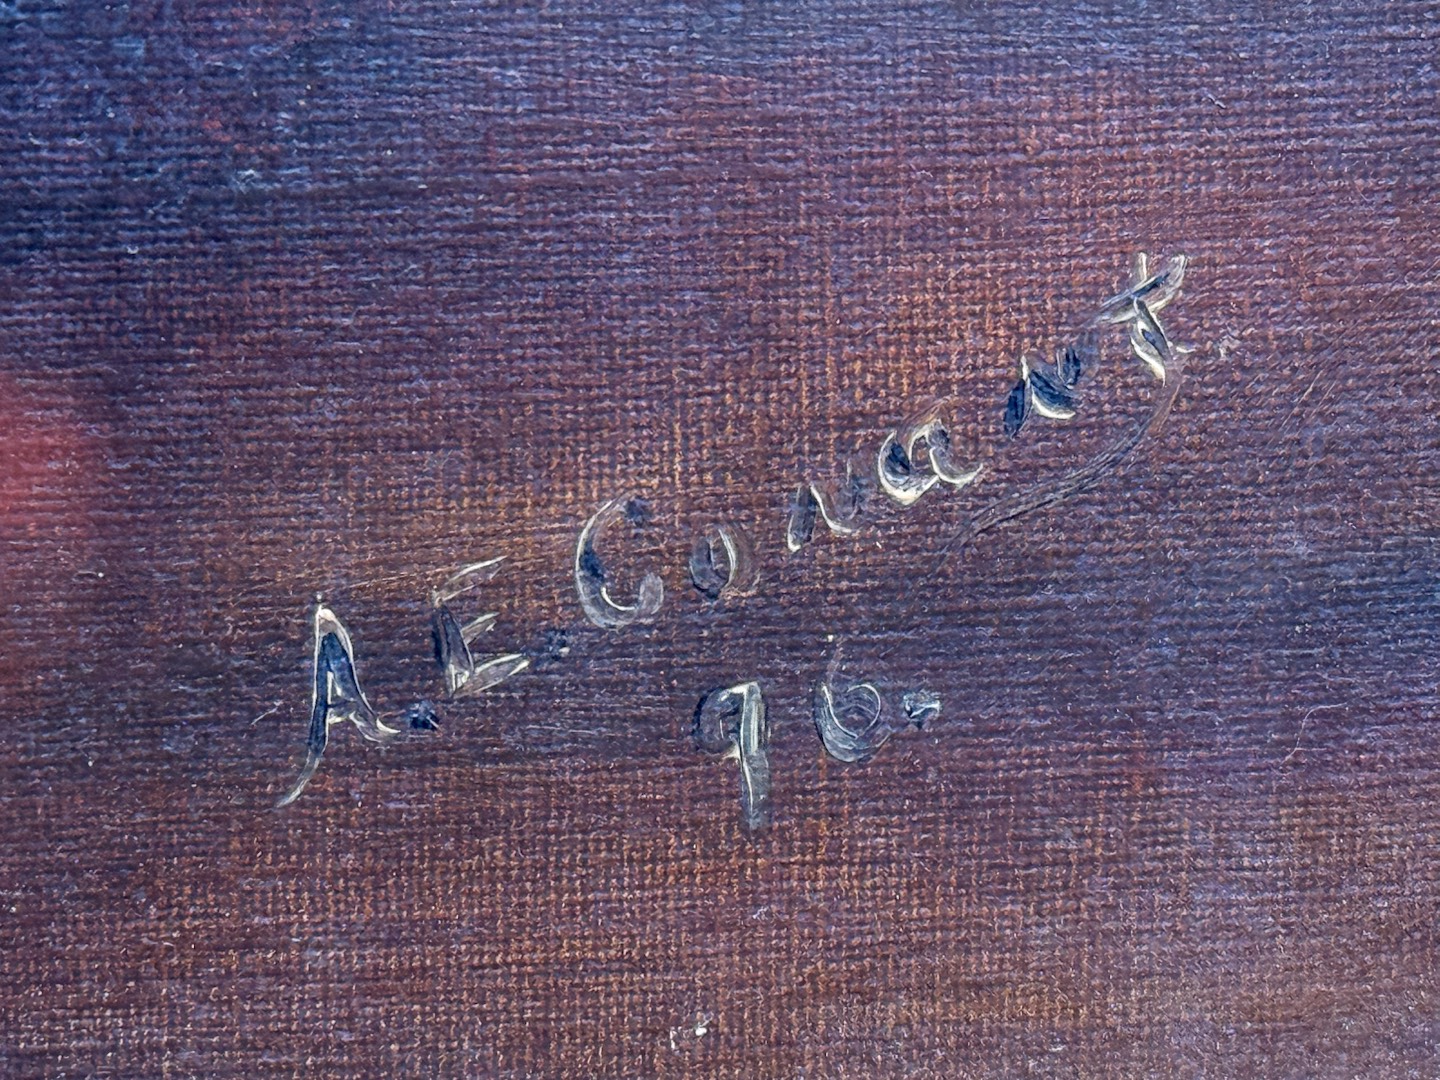 A. E. Conant
96.